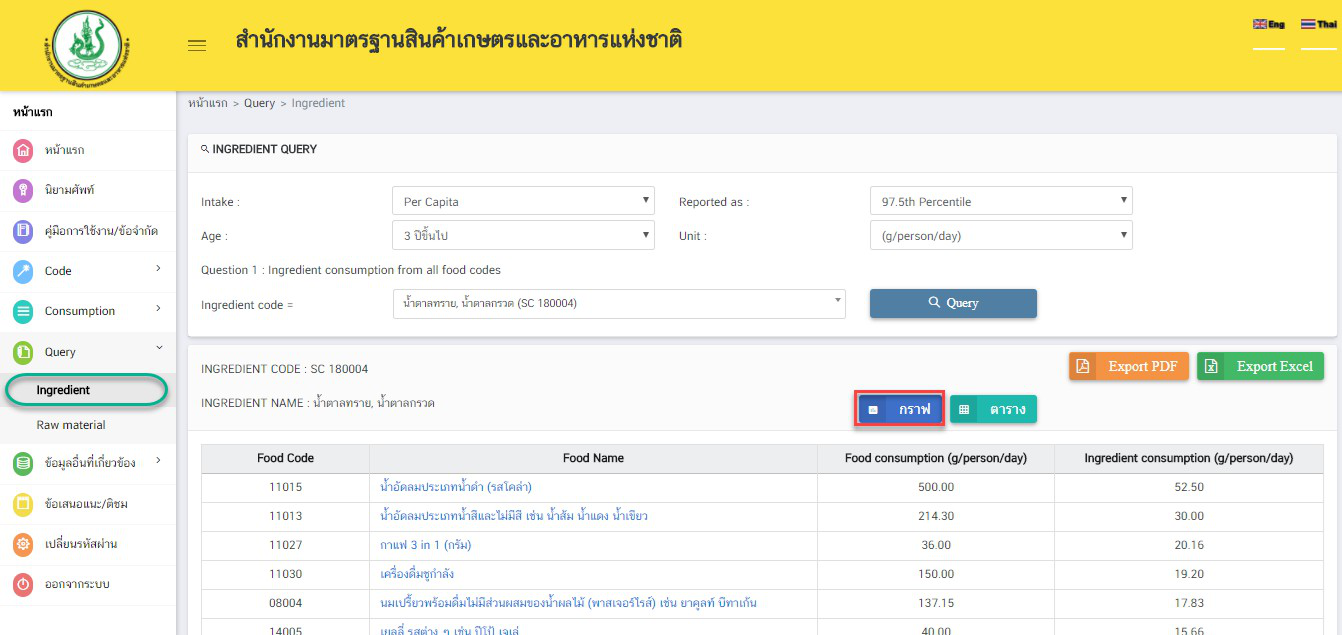 สำนักงานมาตรฐานสินค้าเกษตรและอาหารแห่งชาติ
Eng Thai
หน้าแรก
หน้าแรก
นิยามศัพท์
คู่มือการใช้งาน/ข้อจำกัด
Code
Consumption
Query
Ingredient
Raw material
ข้อมูลอื่นที่เกี่ยวข้อง
ข้อเสนอแนะ/ติชม
เปลี่ยนรหัสผ่าน
ออกจากระบบ
หน้าแรก > Query > Ingredient
INGREDIENT QUERY
Intake : Per Capita Reported as : 97.5th Percentile
Age : 3 ปีขึ้นไป Unit : (g/person/day)
Question 1 : Ingredient consumption from all food codes
Ingredient code = น้ำตาลทราย, น้ำตาลกรวด (SC 180004) Query
INGREDIENT CODE : SC 180004 Export PDF Export Excel
INGREDIENT NAME : น้ำตาลทราย, น้ำตาลกรวด กราฟ ตาราง
Food Code Food Name Food consumption (g/person/day) Ingredient consumption (g/person/day)
11015 น้ำอัดลมประเภทน้ำดำ (รสโคล่า) 500.00 52.50
11013 น้ำอัดลมประเภทน้ำสีและไม่มีสี เช่น น้ำส้ม น้ำแดง น้ำเขียว 214.30 30.00
11027 กาแฟ 3 in 1 (กรัม) 36.00 20.16
11030 เครื่องดื่มชูกำลัง 150.00 19.20
08004 นมเปรี้ยวพร้อมดื่มไม่มีส่วนผสมของน้ำผลไม้ (พาสเจอร์ไรส์) เช่น ยาคูลท์ บีทาเก้น 137.15 17.83
14005 เยลลี่ รสต่าง ๆ เช่น ปีโป้ เจเล่ 40.00 15.66